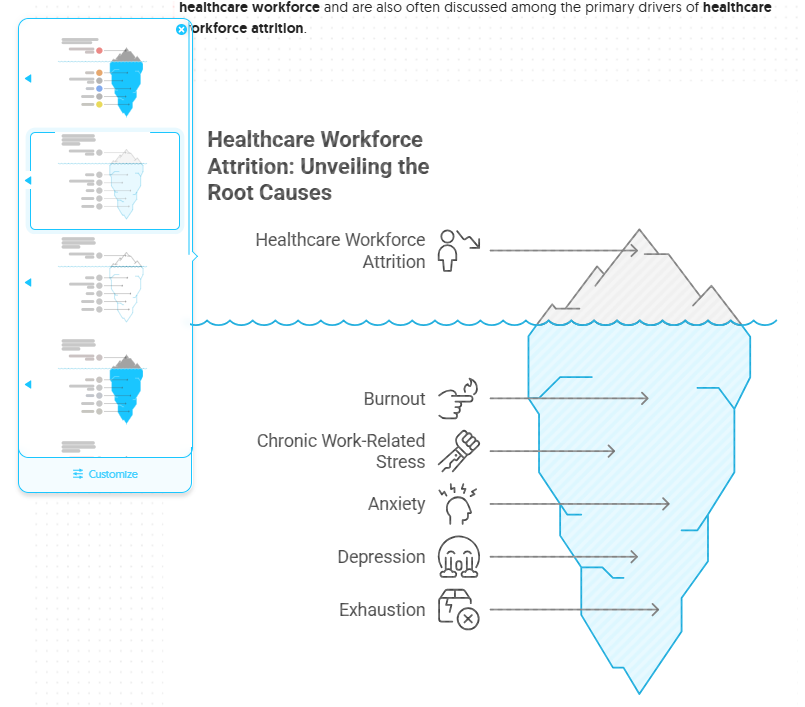 healthcare workforce and are also often discussed among the primary drivers of healthcare
orkforce attrition.
Healthcare Workforce
Attrition: Unveiling the
Root Causes
Healthcare Workforce
Attrition
Burnout
Chronic Work-Related
Stress
Anxiety
Depression
Exhaustion
Customize